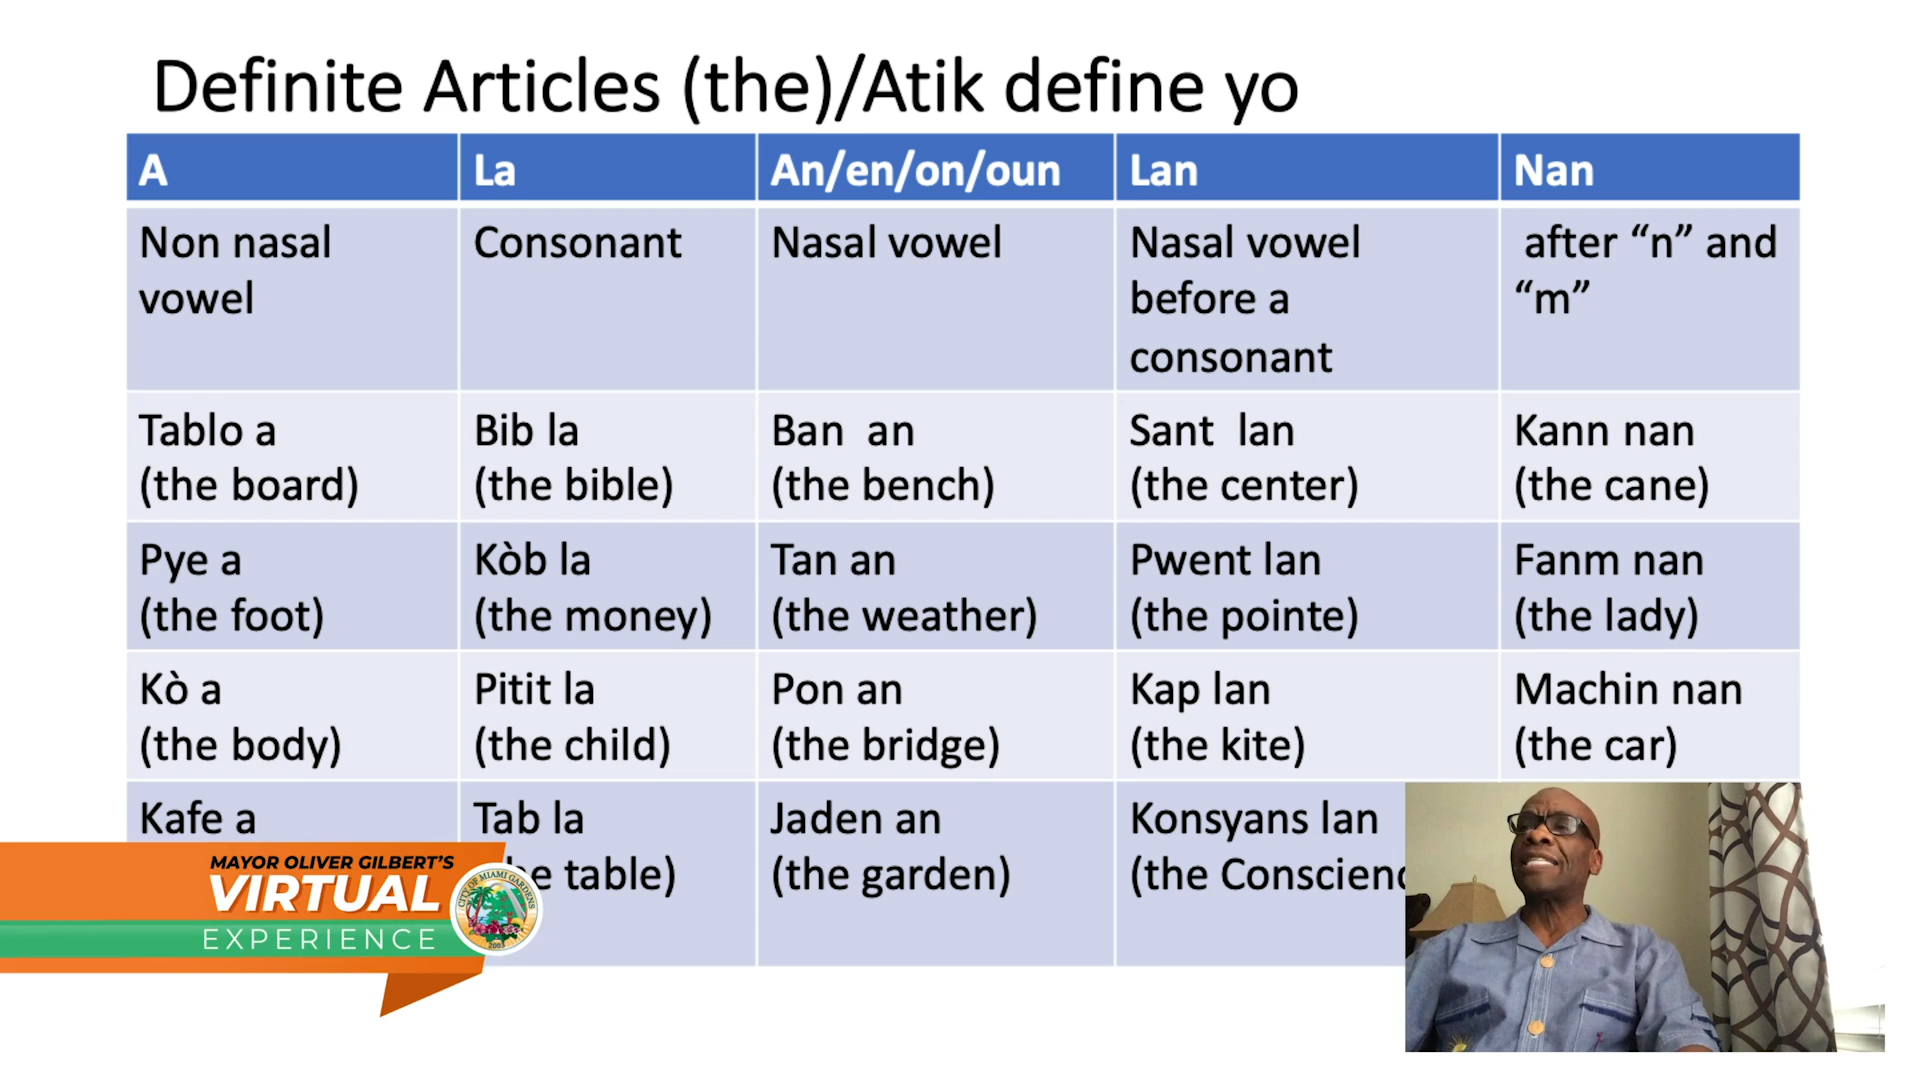 Definite Articles (the)/Atik define yo
A
La
An/en/on/oun
Lan
Nan
Non nasal
vowel
Consonant
Nasal vowel
Nasal vowel
before a
consonant
after “n” and
“m”
Tablo a
(the board)
Bib la
(the bible)
Ban an
(the bench)
Sant lan
(the center)
Kann nan
(the cane)
Pye a
(the foot)
Kòb la
(the money)
Tan an
(the weather)
Pwent lan
(the pointe)
Fanm nan
(the lady)
Kò a
(the body)
Pitit la
(the child)
Pon an
(the bridge)
Kap lan
(the kite)
Machin nan
(the car)
Kafe a
Tab la
table)
Jaden an
(the garden)
Konsyans lan
(the
MAYOR OLIVER GILBERT'S
VIRTUAL
EXPERIENCE
CITY OF MIAMI GARDENS
2003